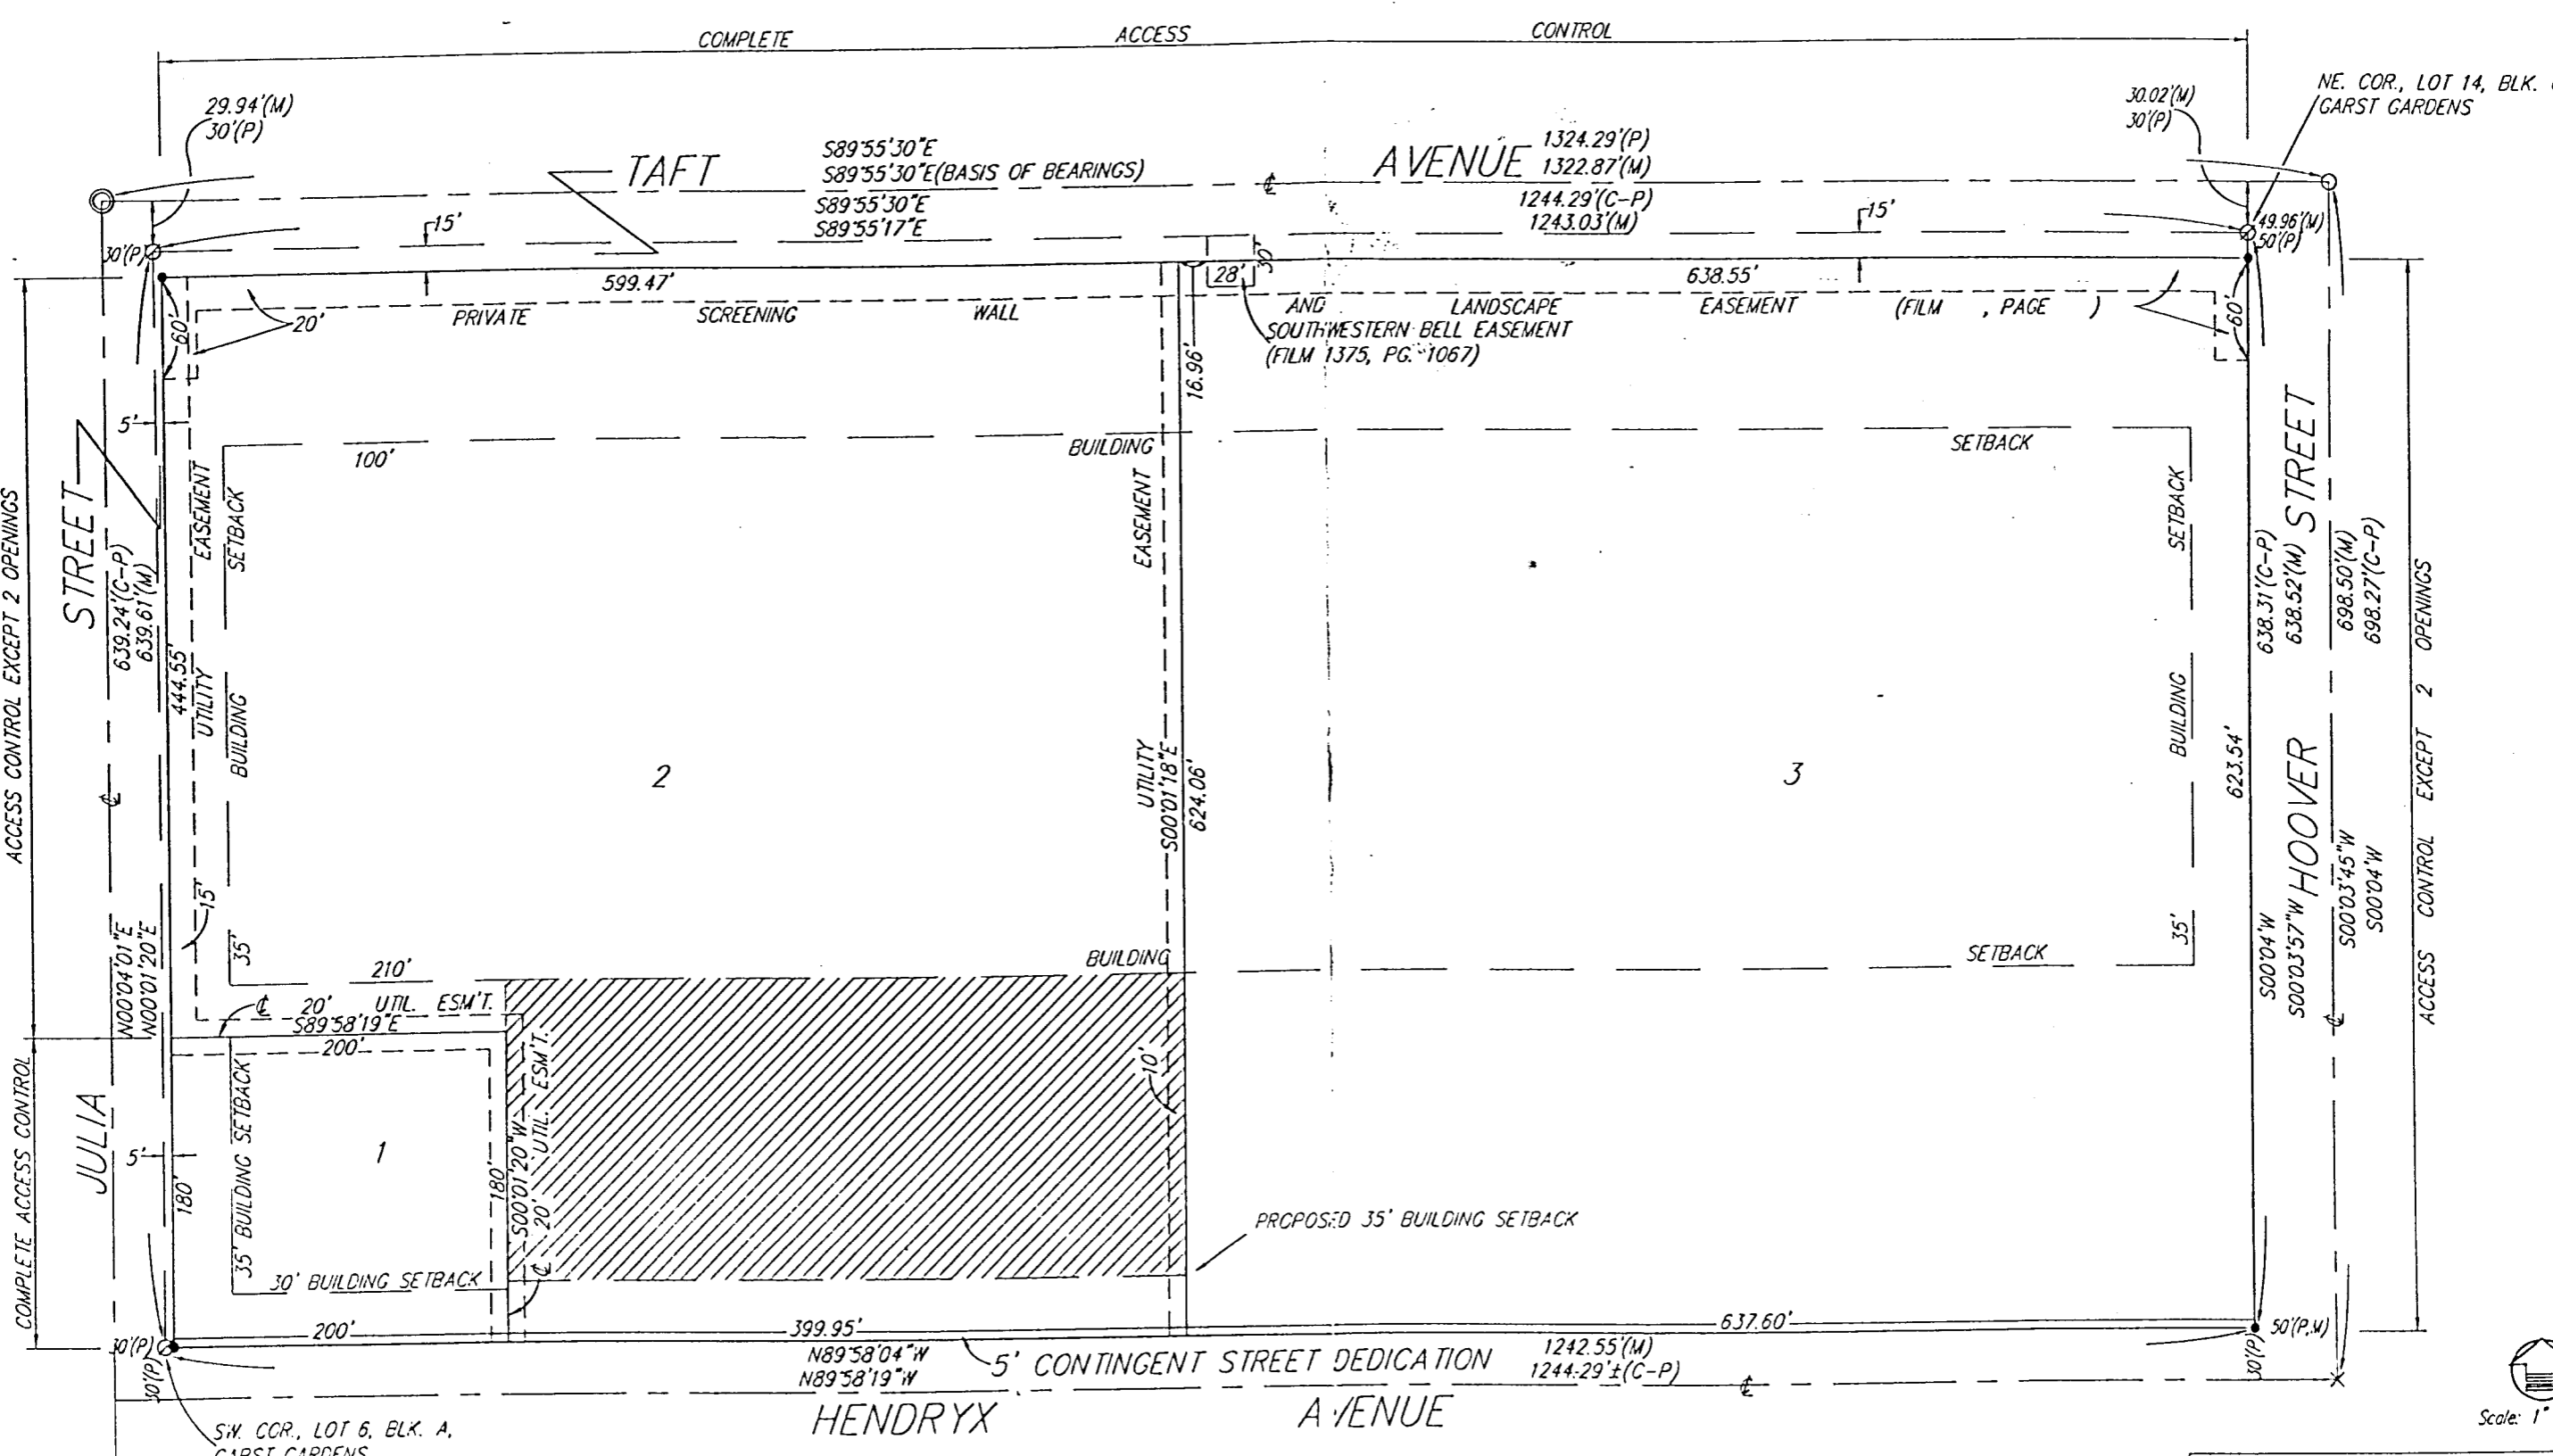 COMPLETE ACCESS CONTROL
29.94'(M)
30'(P)
30.02'(M)
30'(P)
NE. COR., LOT 14, BLK.
GARST GARDENS
TAFT AVENUE
S89°55'30"E
S89°55'30"E(BASIS OF BEARINGS)
1324.29'(P)
1322.87'(M)
℄
S89°55'30"E
S89°55'17"E
1244.29'(C-P)
1243.03'(M)
15'
15'
30'(P)
49.96'(M)
50'(P)
599.47'
28'
30'
638.55'
20'
PRIVATE SCREENING WALL AND LANDSCAPE EASEMENT (FILM , PAGE )
SOUTHWESTERN BELL EASEMENT
(FILM 1375, PG. 1067)
60'
60'
16.96'
5'
100'
BUILDING SETBACK
ACCESS CONTROL EXCEPT 2 OPENINGS
JULIA STREET
℄
639.24'(C-P)
639.61'(M)
N00°04'01"E
N00°01'20"E
444.55'
UTILITY EASEMENT
15'
BUILDING SETBACK
35'
2
UTILITY EASEMENT
S00°01'18"E
624.06'
3
BUILDING SETBACK
35'
623.54'
638.31'(C-P)
638.52'(M)
S00°04'W
S00°03'57"W
HOOVER STREET
℄
698.50'(M)
698.27'(C-P)
S00°03'45"W
S00°04'W
ACCESS CONTROL EXCEPT 2 OPENINGS
210'
BUILDING SETBACK
℄ 20' UTIL. ESM'T.
S89°58'19"E
200'
COMPLETE ACCESS CONTROL
5'
180'
35' BUILDING SETBACK
1
180'
S00°01'20"W
℄ 20' UTIL. ESM'T.
10'
30' BUILDING SETBACK
PROPOSED 35' BUILDING SETBACK
200'
399.95'
637.60'
30'(P)
30'(P)
50'(P,M)
30'(P)
N89°58'04"W
N89°58'19"W
5' CONTINGENT STREET DEDICATION
1242.55'(M)
1244.29'±(C-P)
℄
HENDRYX AVENUE
SW. COR., LOT 6, BLK. A,
GARST GARDENS
Scale: 1"